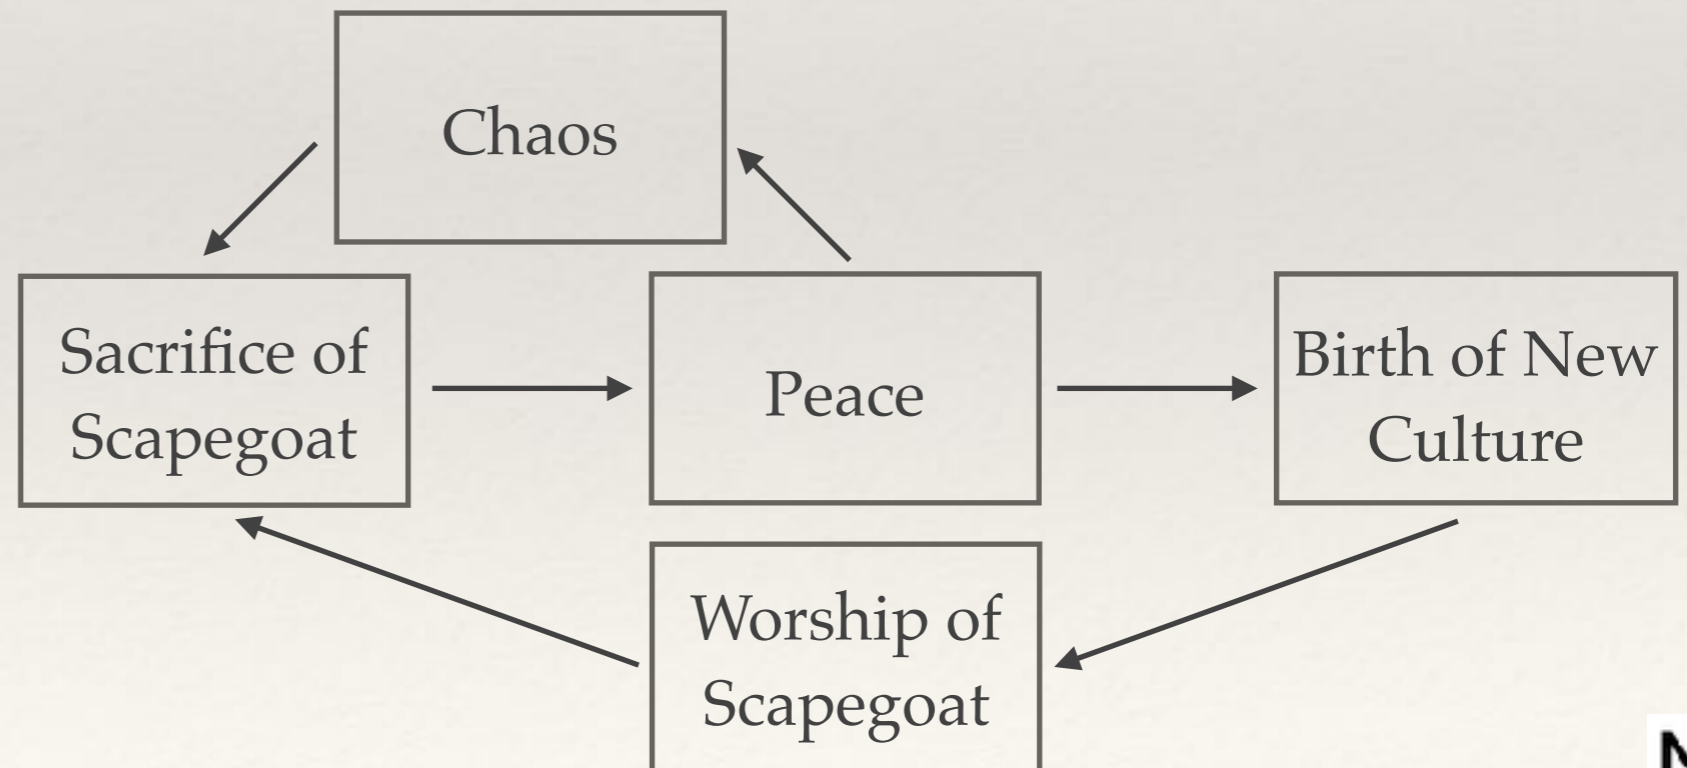 Chaos
Sacrifice of
Scapegoat
Peace
Birth of New
Culture
Worship of
Scapegoat